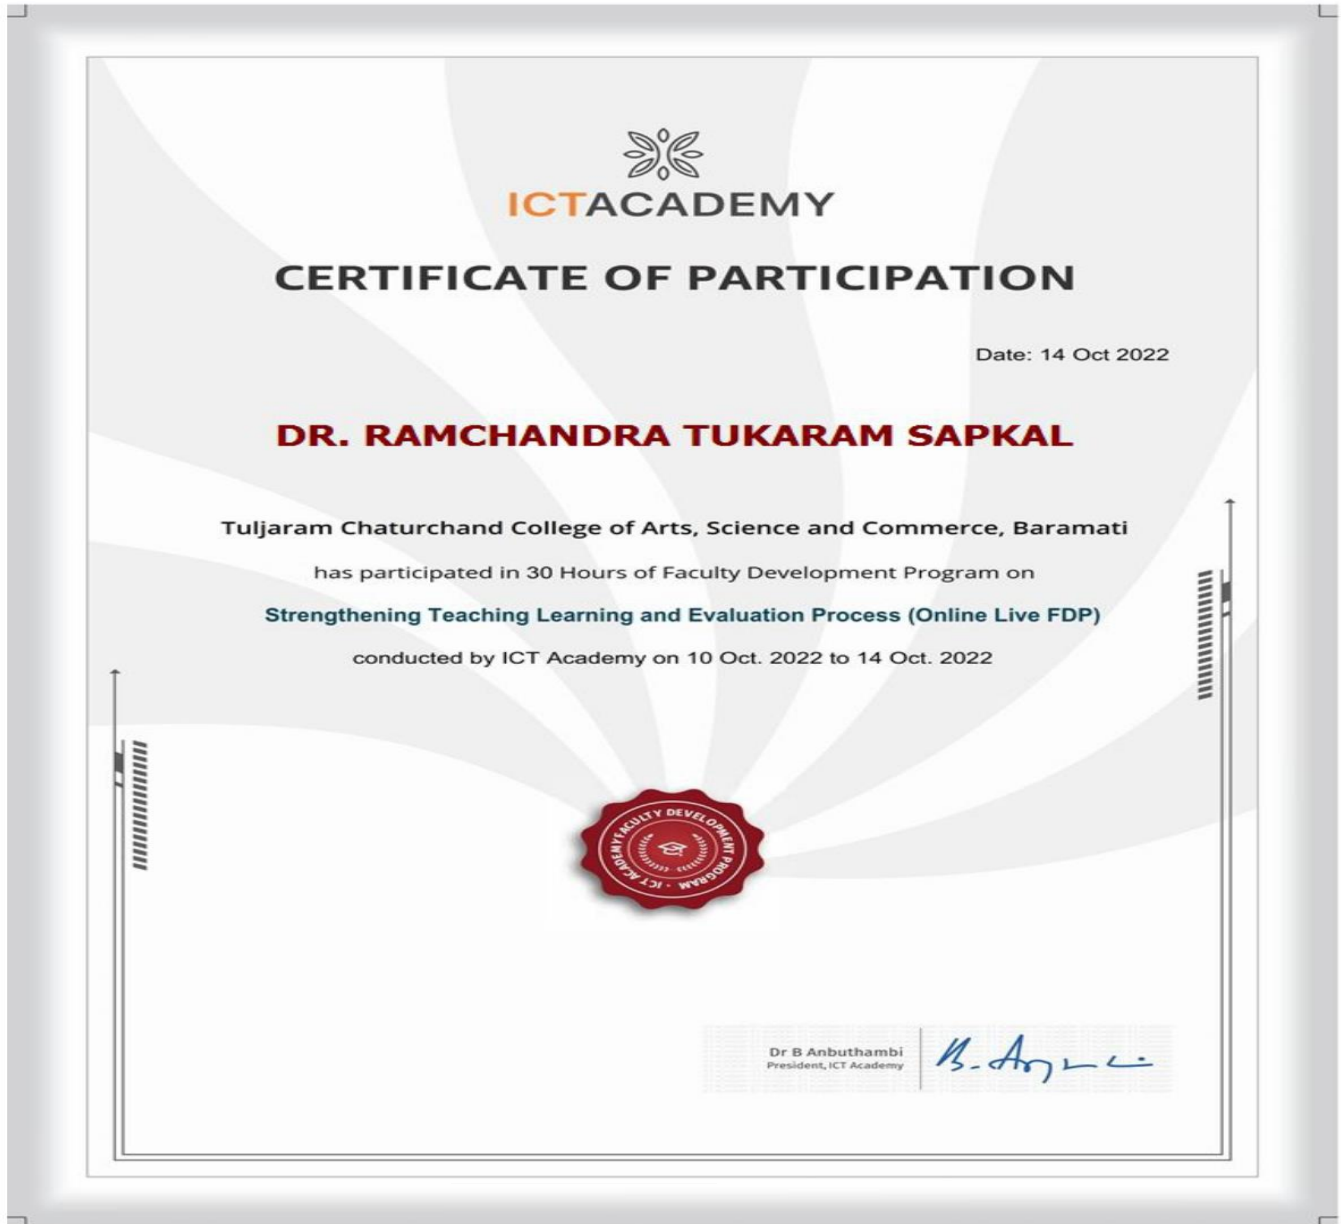 ICTACADEMY
CERTIFICATE OF PARTICIPATION
Date: 14 Oct 2022
DR. RAMCHANDRA TUKARAM SAPKAL
Tuljaram Chaturchand College of Arts, Science and Commerce, Baramati
has participated in 30 Hours of Faculty Development Program on
Strengthening Teaching Learning and Evaluation Process (Online Live FDP)
conducted by ICT Academy on 10 Oct. 2022 to 14 Oct. 2022
FACULTY DEVELOPMENT PROGRAM · ICT ACADEMY
Dr B Anbuthambi
President, ICT Academy